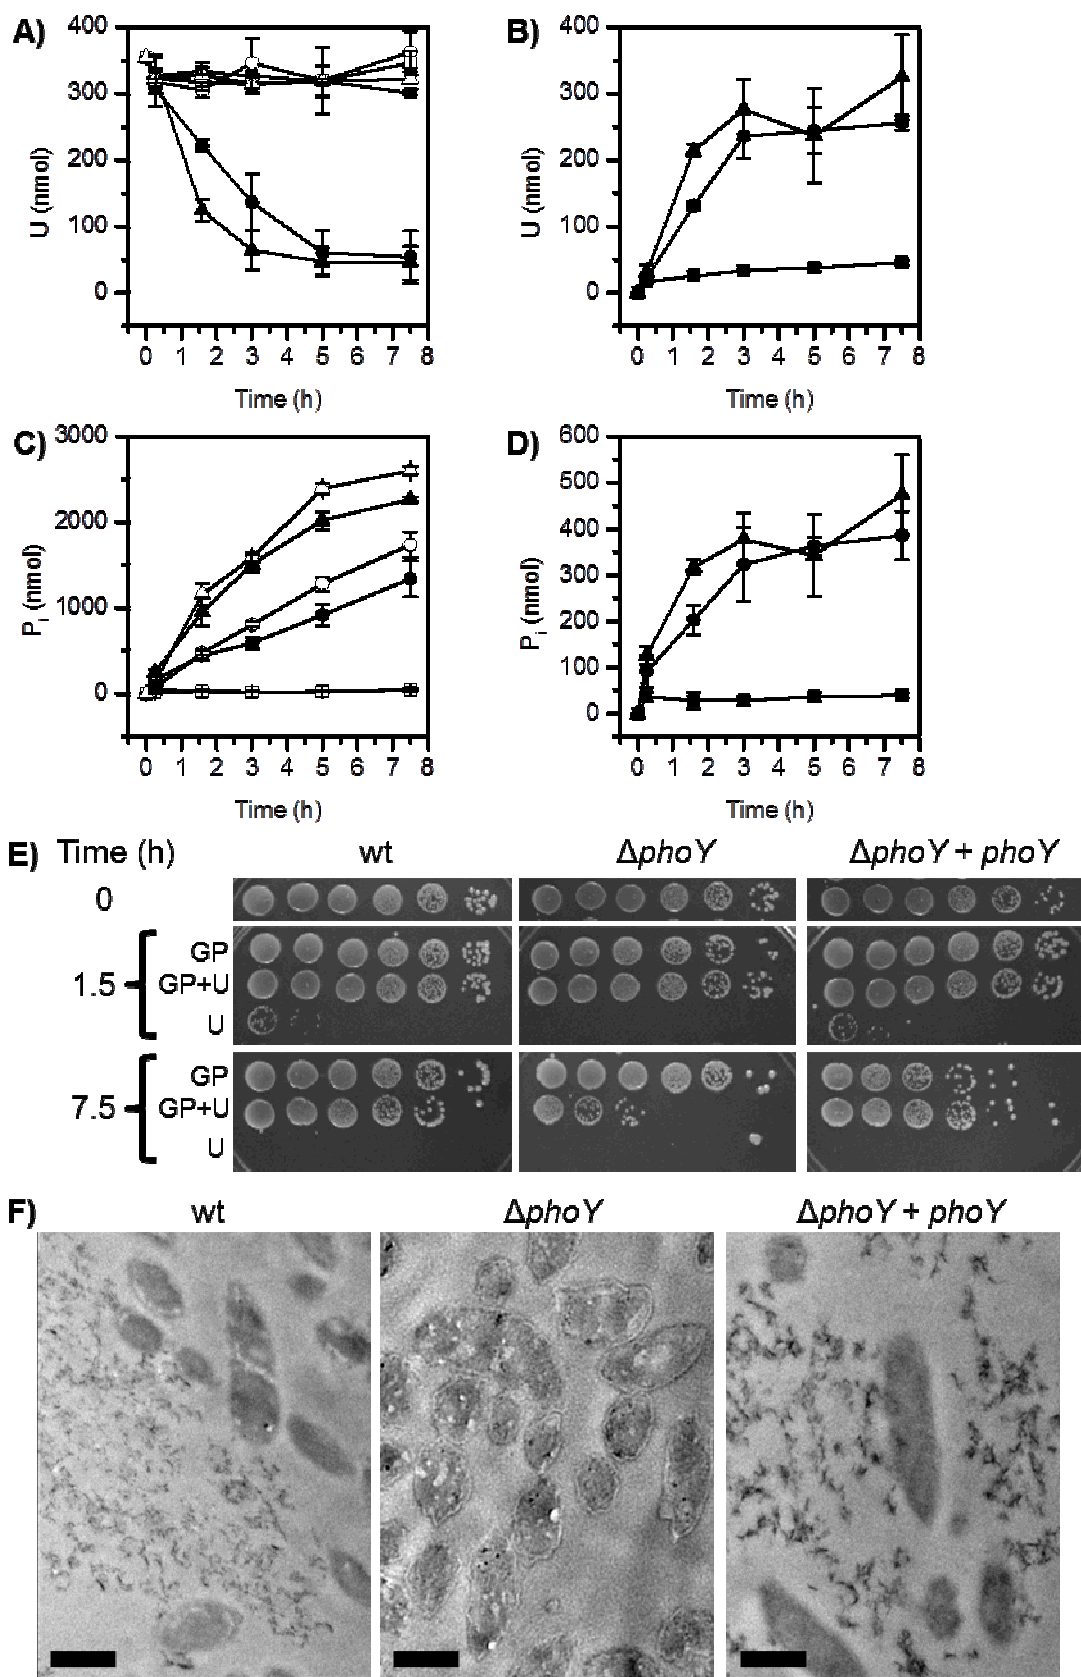 A)
400
300
200
100
0
U (nmol)
0 1 2 3 4 5 6 7 8
Time (h)
B)
400
300
200
100
0
U (nmol)
0 1 2 3 4 5 6 7 8
Time (h)
C)
3000
2000
1000
0
Pi (nmol)
0 1 2 3 4 5 6 7 8
Time (h)
D)
600
500
400
300
200
100
0
Pi (nmol)
0 1 2 3 4 5 6 7 8
Time (h)
E) Time (h) wt ΔphoY ΔphoY + phoY
0
GP
1.5 GP+U
U
GP
7.5 GP+U
U
F) wt ΔphoY ΔphoY + phoY